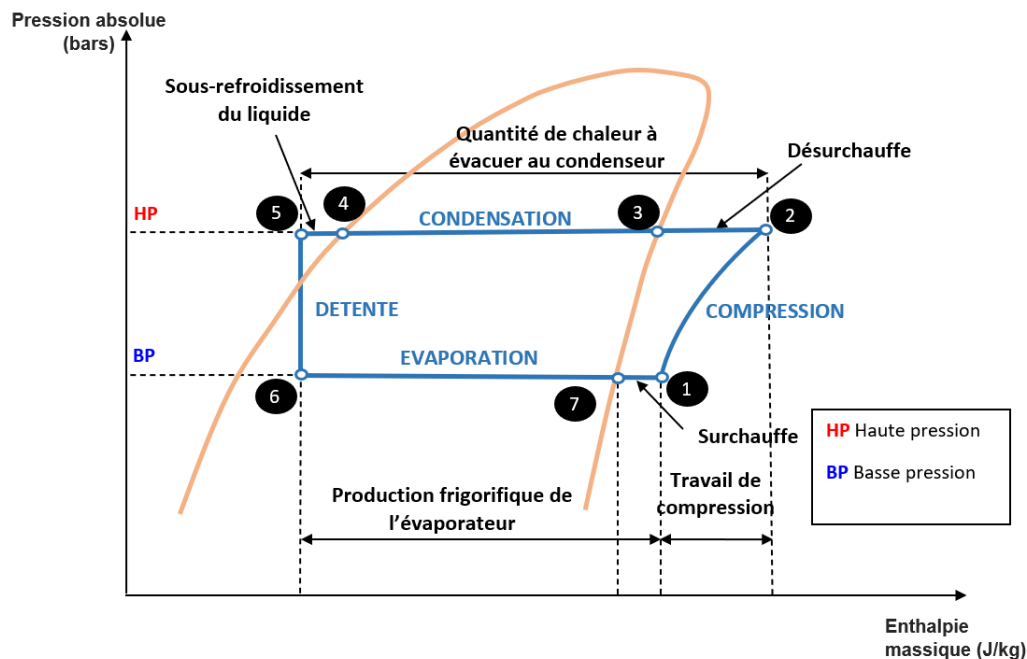 Pression absolue
(bars)
Sous-refroidissement
du liquide
Quantité de chaleur à
évacuer au condenseur
Désurchauffe
HP
5
4
CONDENSATION
3
2
DETENTE
COMPRESSION
BP
EVAPORATION
6
7
1
Surchauffe
HP Haute pression
BP Basse pression
Production frigorifique de
l'évaporateur
Travail de
compression
Enthalpie
massique (J/kg)